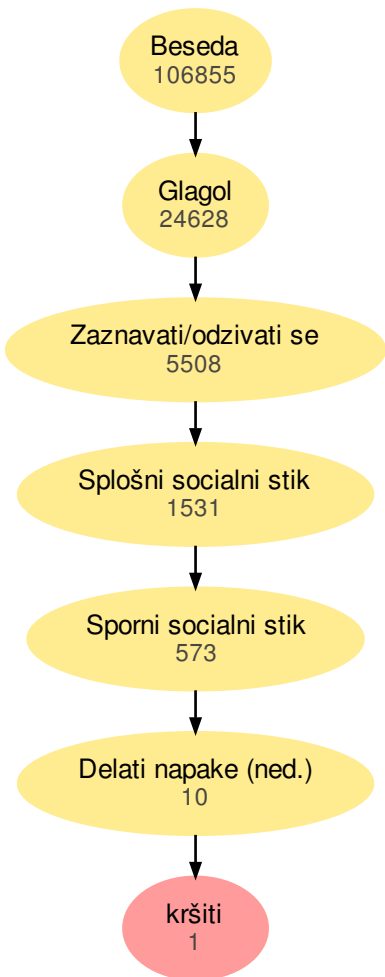 Beseda
106855
Glagol
24628
Zaznavati/odzivati se
5508
Splošni socialni stik
1531
Sporni socialni stik
573
Delati napake (ned.)
10
kršiti
1